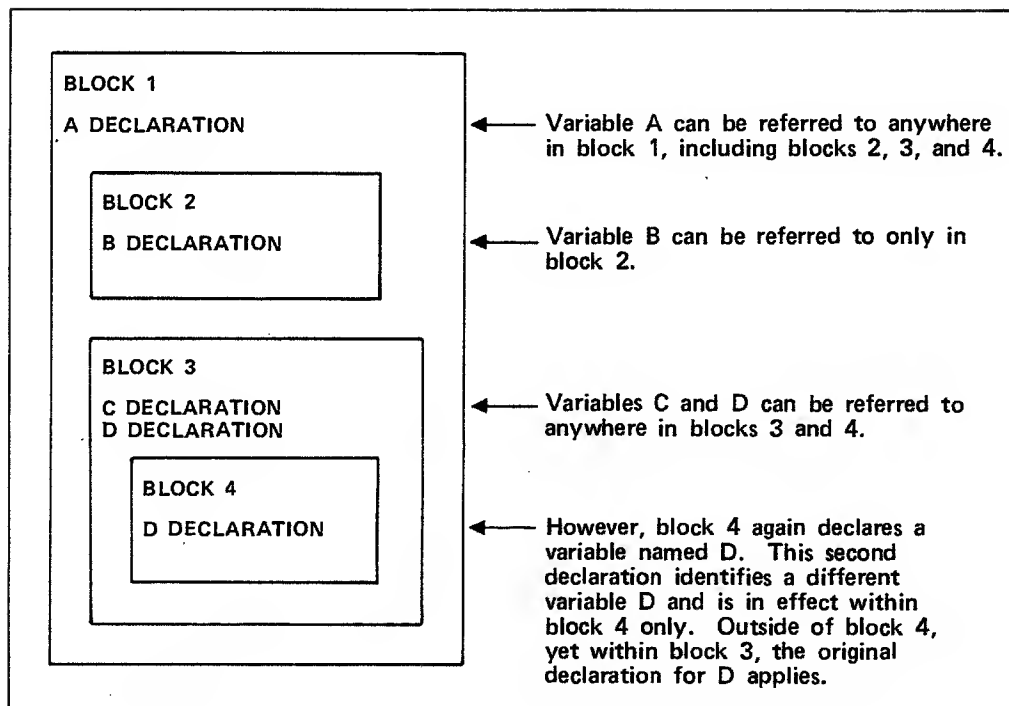 BLOCK 1
A DECLARATION
Variable A can be referred to anywhere
in block 1, including blocks 2, 3, and 4.
BLOCK 2
B DECLARATION
Variable B can be referred to only in
block 2.
BLOCK 3
C DECLARATION
D DECLARATION
Variables C and D can be referred to
anywhere in blocks 3 and 4.
BLOCK 4
D DECLARATION
However, block 4 again declares a
variable named D. This second
declaration identifies a different
variable D and is in effect within
block 4 only. Outside of block 4,
yet within block 3, the original
declaration for D applies.